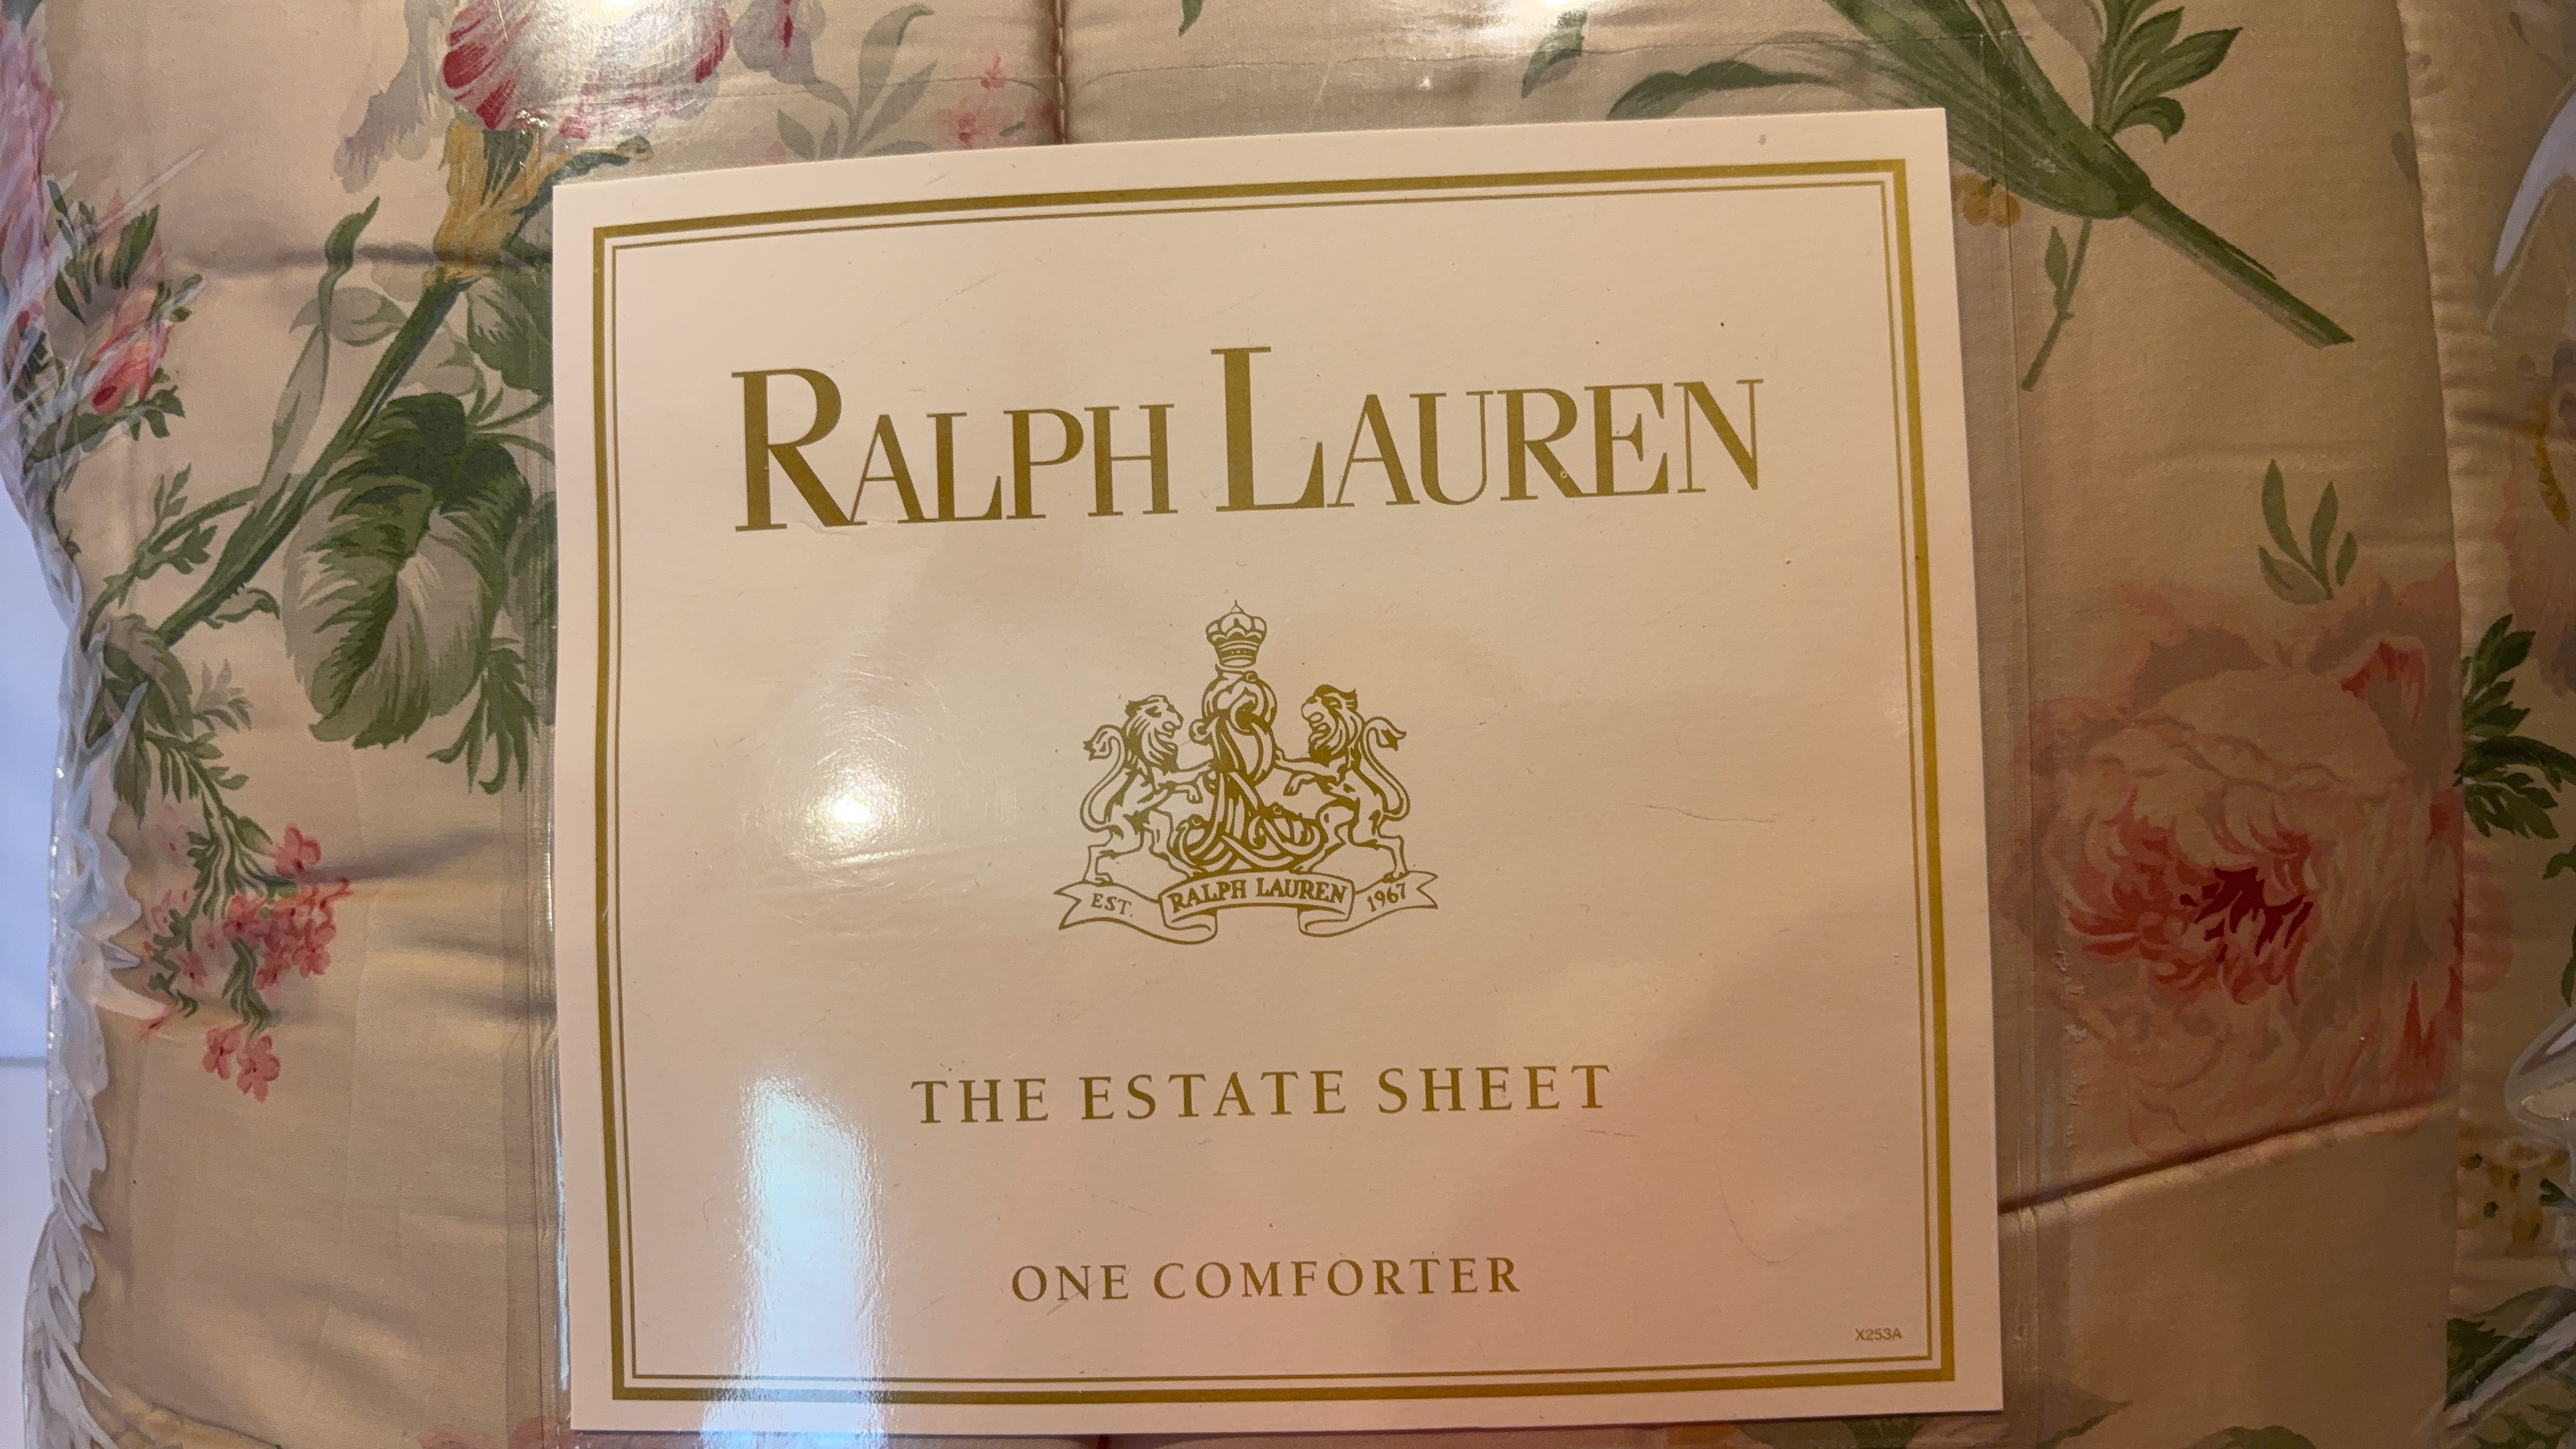 RALPH LAUREN
EST. RALPH LAUREN 1967
THE ESTATE SHEET
ONE COMFORTER
X253A